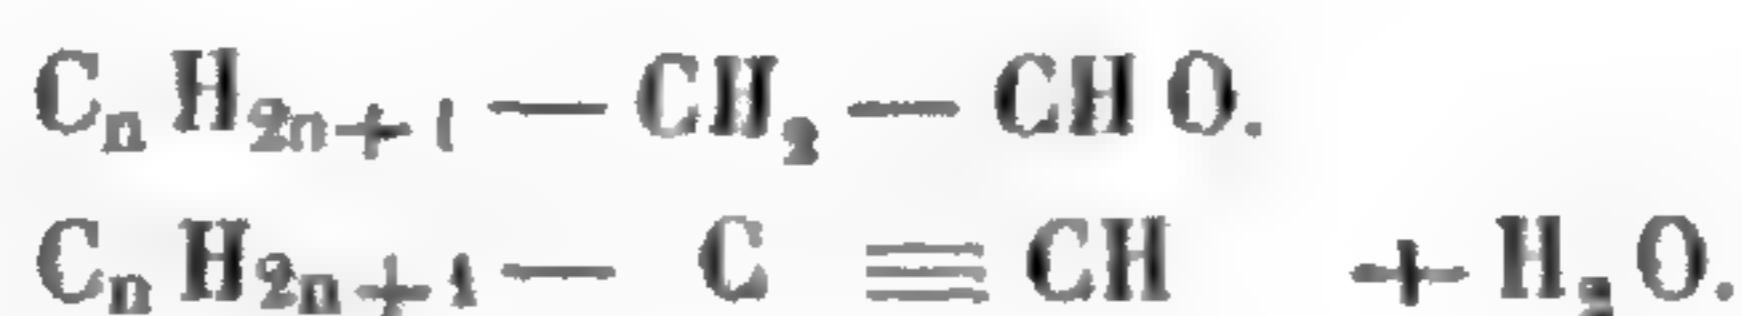 CₙH₂ₙ₊₁ — CH₂ — CHO.
CₙH₂ₙ₊₁ — C ≡ CH + H₂O.